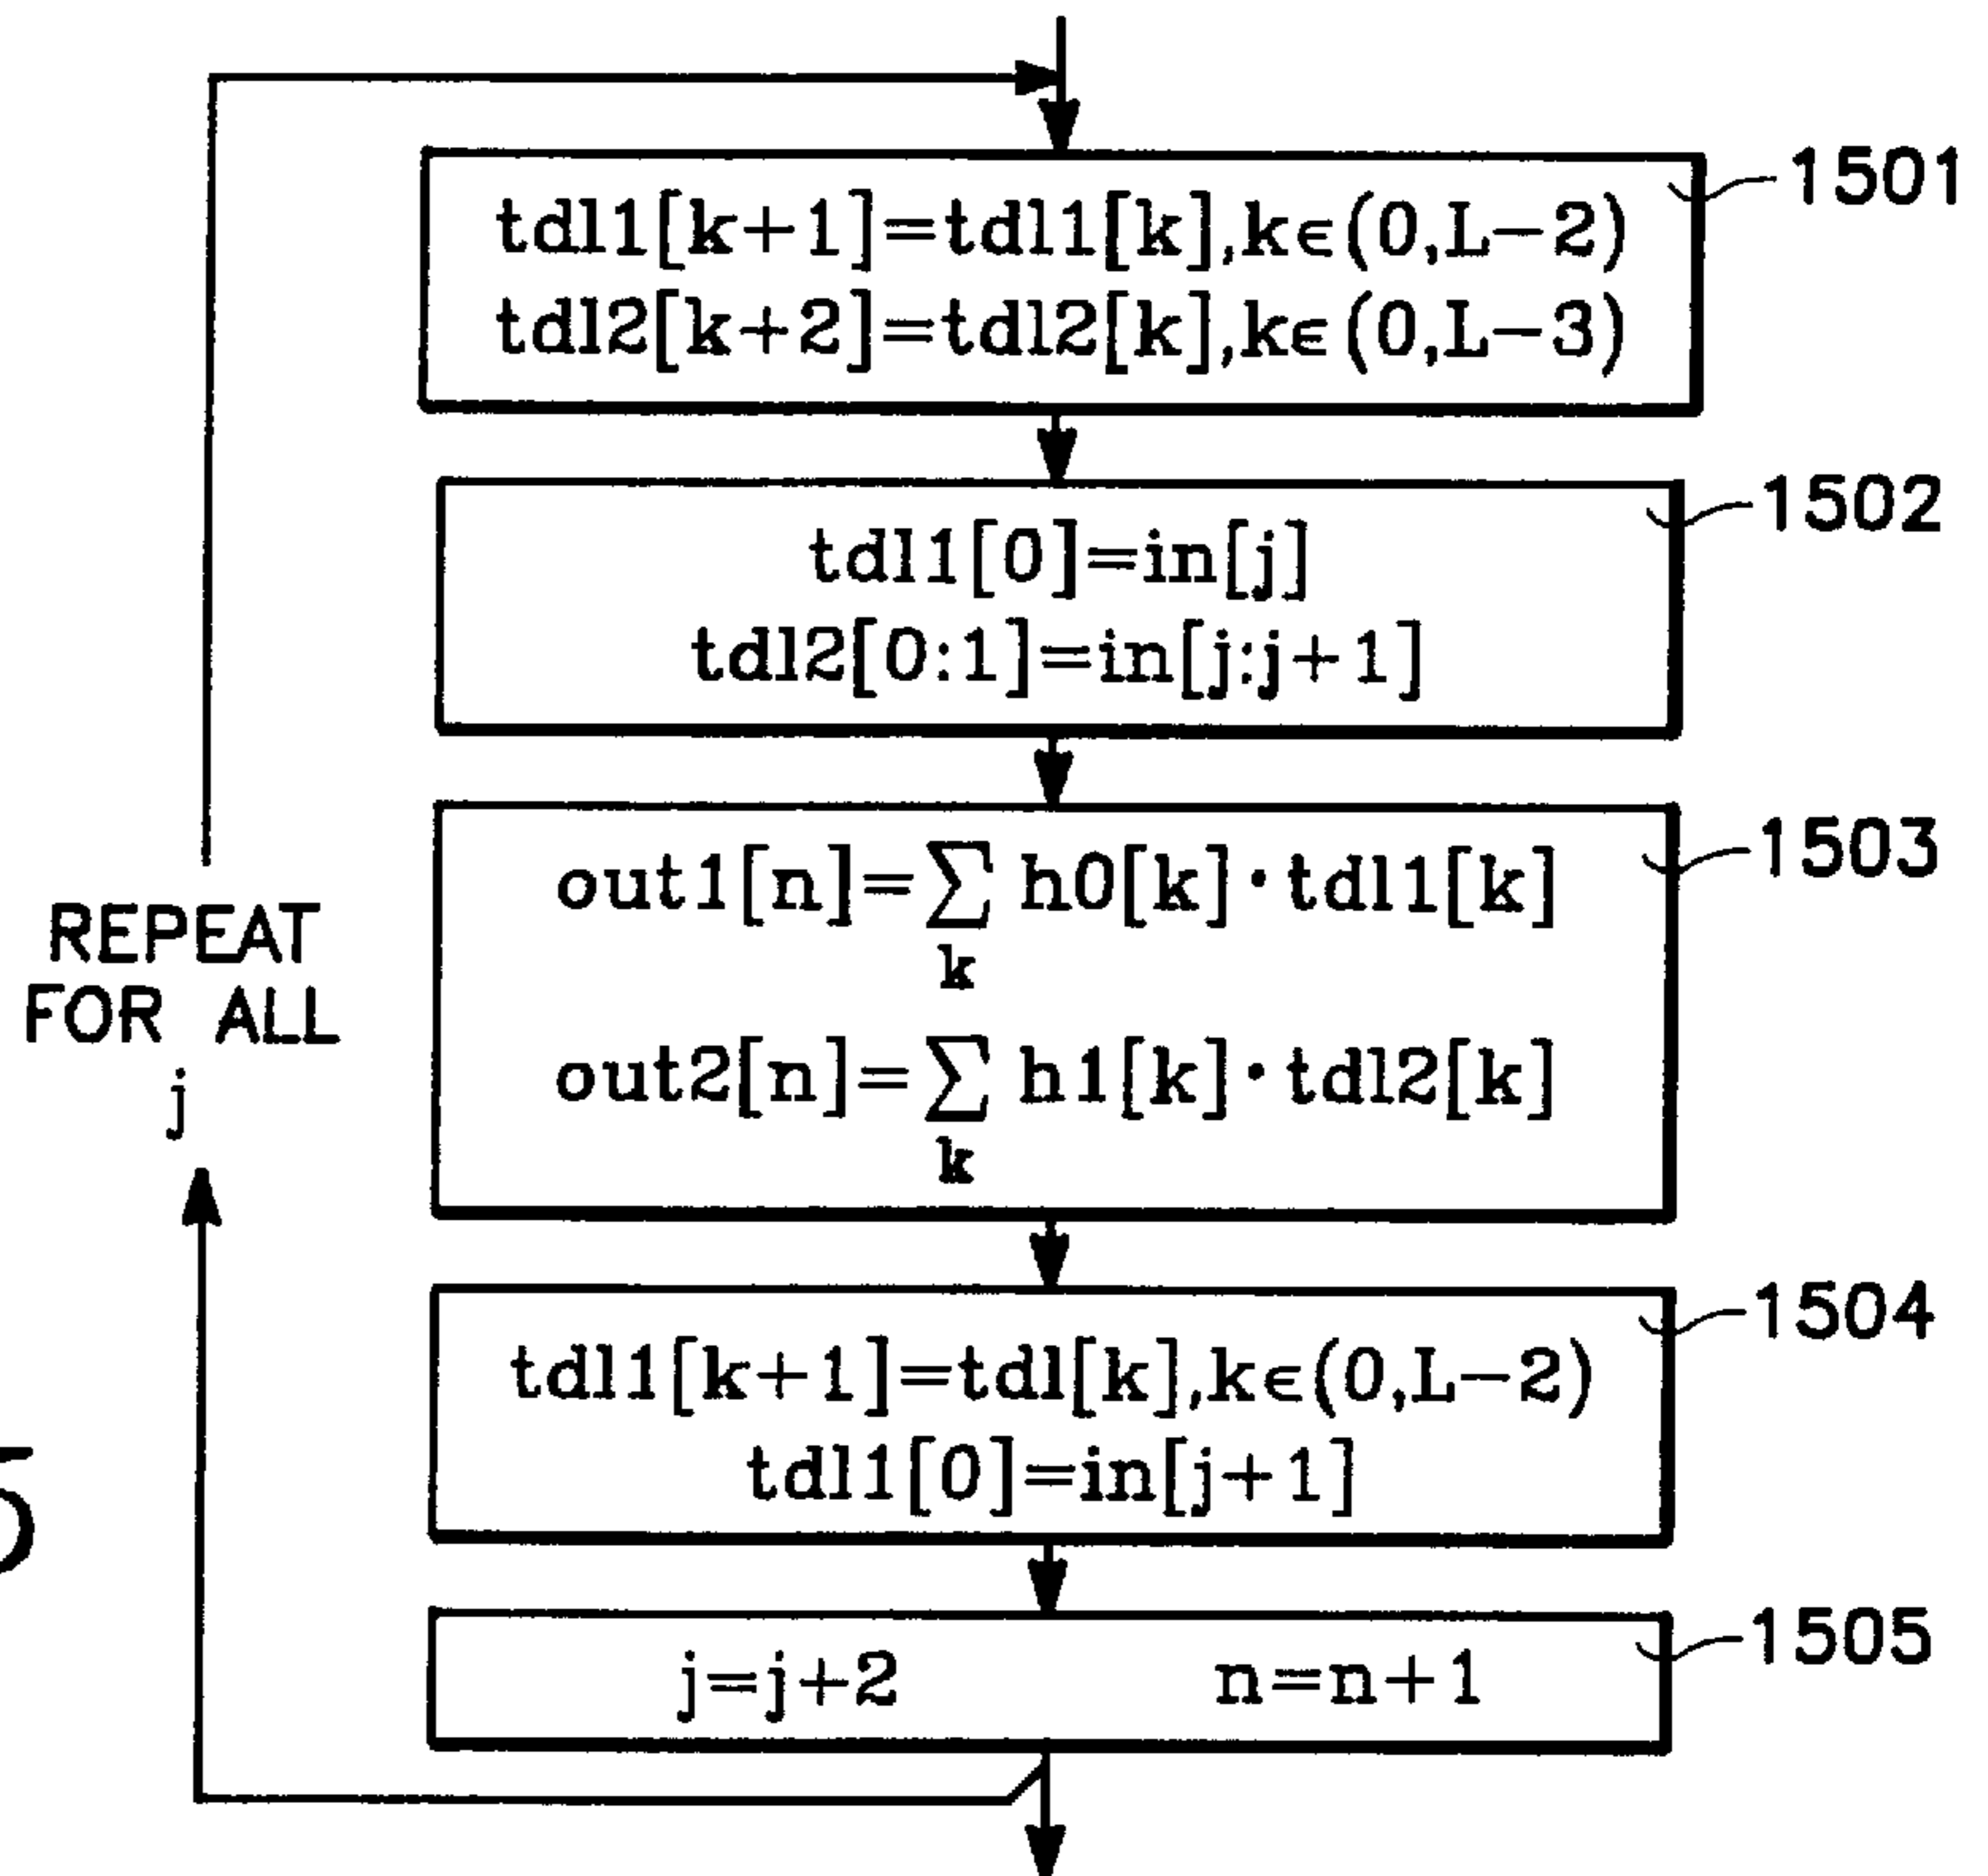 1501
tdl1[k+1]=tdl1[k],k∈(0,L−2)
tdl2[k+2]=tdl2[k],k∈(0,L−3)
1502
tdl1[0]=in[j]
tdl2[0:1]=in[j:j+1]
1503
out1[n]=∑ h0[k]·tdl1[k]
k
out2[n]=∑ h1[k]·tdl2[k]
k
REPEAT
FOR ALL
j
1504
tdl1[k+1]=tdl[k],k∈(0,L−2)
tdl1[0]=in[j+1]
5
1505
j=j+2 n=n+1